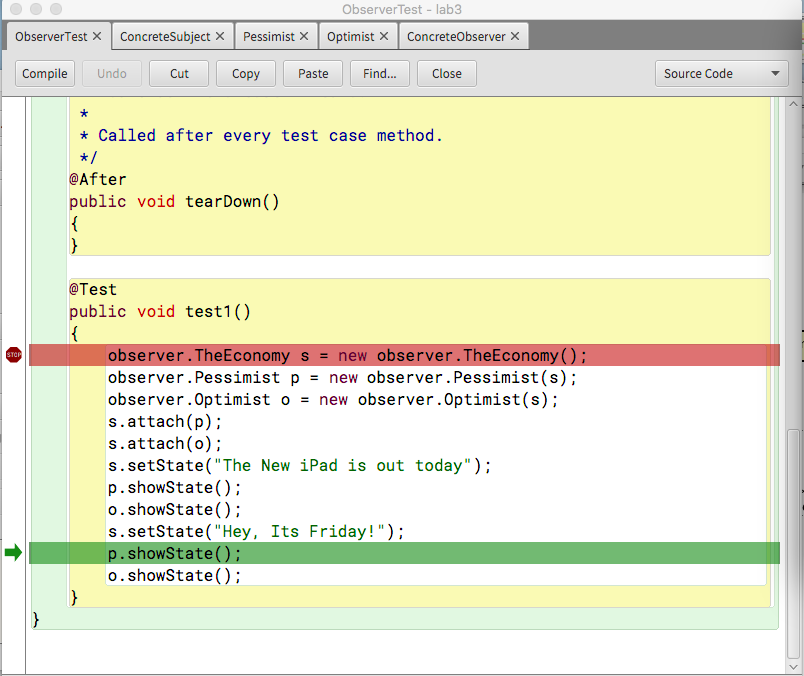 ObserverTest - lab3
ObserverTest ✕ ConcreteSubject ✕ Pessimist ✕ Optimist ✕ ConcreteObserver ✕
Compile Undo Cut Copy Paste Find... Close Source Code
*
* Called after every test case method.
*/
@After
public void tearDown()
{
}
@Test
public void test1()
{
STOP observer.TheEconomy s = new observer.TheEconomy();
observer.Pessimist p = new observer.Pessimist(s);
observer.Optimist o = new observer.Optimist(s);
s.attach(p);
s.attach(o);
s.setState("The New iPad is out today");
p.showState();
o.showState();
s.setState("Hey, Its Friday!");
p.showState();
o.showState();
}
}